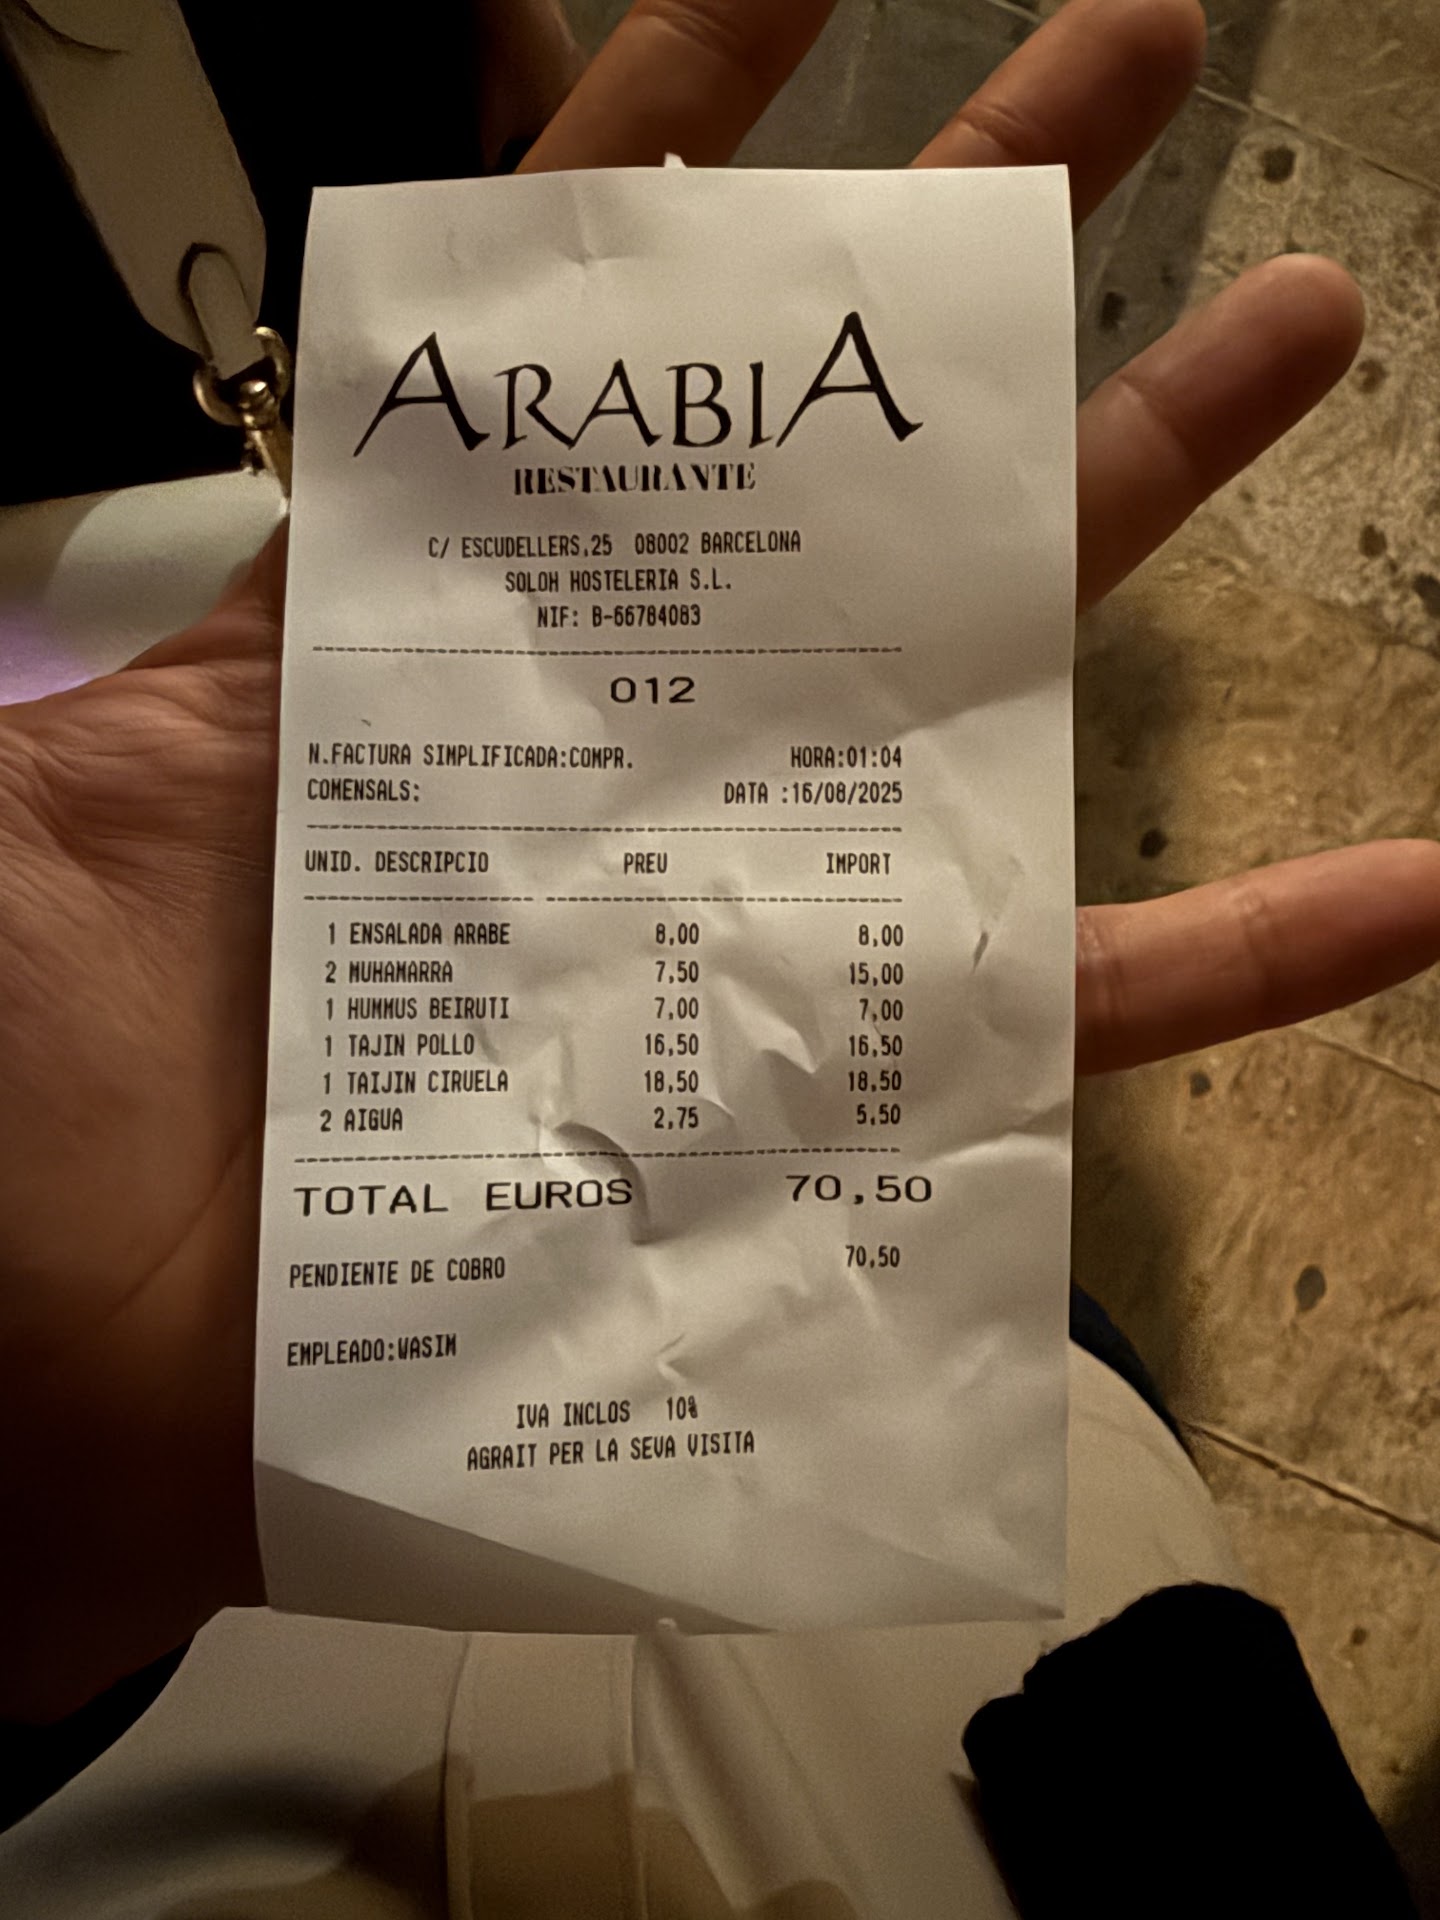 ARABIA
RESTAURANTE
C/ ESCUDELLERS,25 08002 BARCELONA
SOLOH HOSTELERIA S.L.
NIF: B-66784083
012
N.FACTURA SIMPLIFICADA:COMPR. HORA:01:04
COMENSALS: DATA :16/08/2025
UNID. DESCRIPCIO PREU IMPORT
1 ENSALADA ARABE 8,00 8,00
2 MUHAMARRA 7,50 15,00
1 HUMMUS BEIRUTI 7,00 7,00
1 TAJIN POLLO 16,50 16,50
1 TAIJIN CIRUELA 18,50 18,50
2 AIGUA 2,75 5,50
TOTAL EUROS 70,50
PENDIENTE DE COBRO 70,50
EMPLEADO:WASIM
IVA INCLOS 10%
AGRAIT PER LA SEVA VISITA